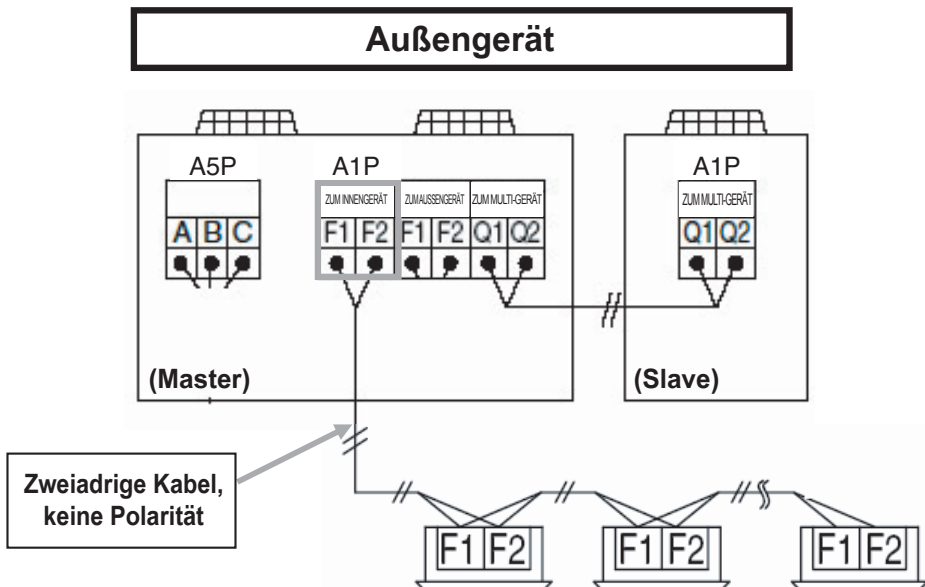 Außengerät
A5P
A B C
A1P
ZUM INNENGERÄT ZUM AUSSENGERÄT ZUM MULTI-GERÄT
F1 F2 F1 F2 Q1 Q2
A1P
ZUM MULTI-GERÄT
Q1 Q2
(Master)
(Slave)
Zweiadrige Kabel,
keine Polarität
F1 F2
F1 F2
F1 F2